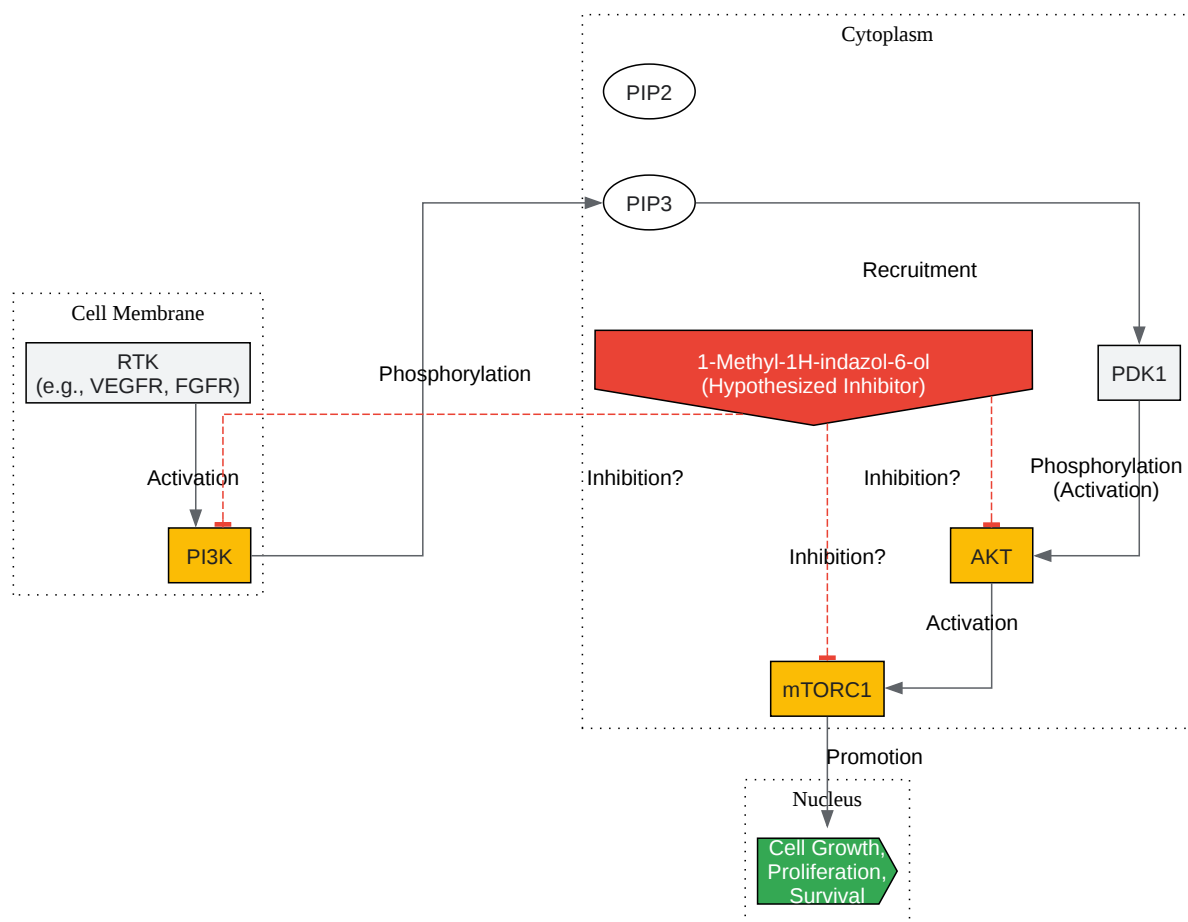 Cytoplasm
PIP2
PIP3
Recruitment
Cell Membrane
RTK
(e.g., VEGFR, FGFR)
Phosphorylation
1-Methyl-1H-indazol-6-ol
(Hypothesized Inhibitor)
PDK1
Activation
Inhibition?
Inhibition?
Phosphorylation
(Activation)
PI3K
Inhibition?
AKT
Activation
mTORC1
Promotion
Nucleus
Cell Growth,
Proliferation,
Survival